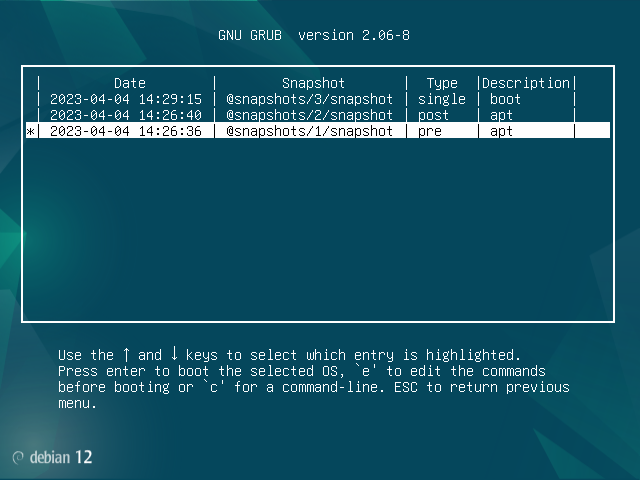 GNU GRUB  version 2.06-8
 |         Date         |        Snapshot        |  Type  |Description|
 | 2023-04-04 14:29:15 | @snapshots/3/snapshot | single | boot      |
 | 2023-04-04 14:26:40 | @snapshots/2/snapshot | post   | apt       |
*| 2023-04-04 14:26:36 | @snapshots/1/snapshot | pre    | apt       |
Use the ↑ and ↓ keys to select which entry is highlighted.
Press enter to boot the selected OS, `e' to edit the commands
before booting or `c' for a command-line. ESC to return previous
menu.
debian 12